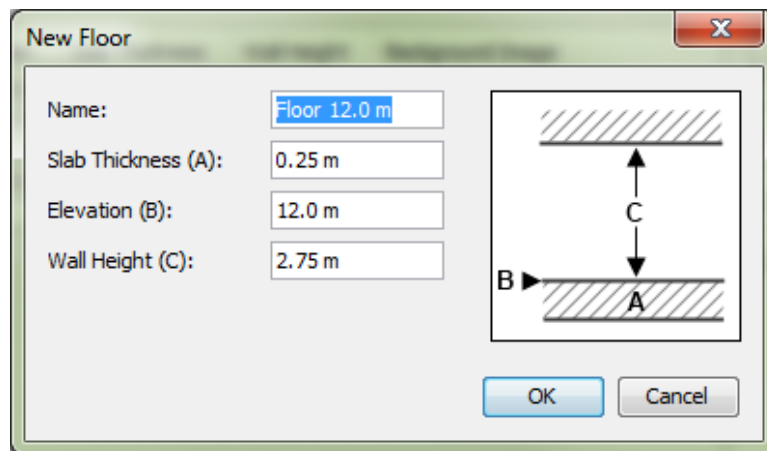 New Floor
Name: Floor 12.0 m
Slab Thickness (A): 0.25 m
Elevation (B): 12.0 m
Wall Height (C): 2.75 m
C
B
A
OK Cancel